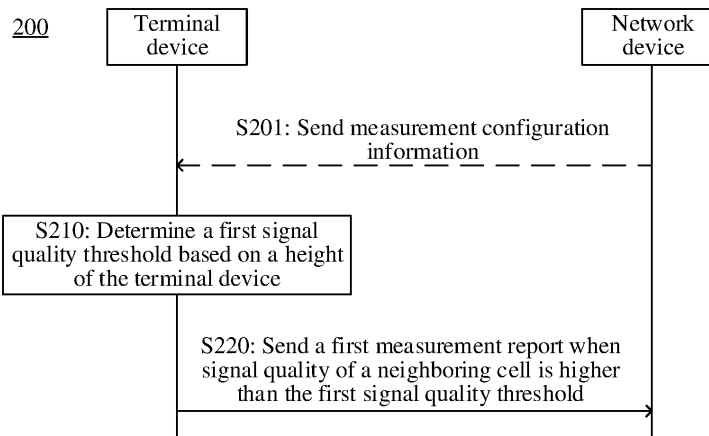 200
Terminal
device
Network
device
S201: Send measurement configuration
information
S210: Determine a first signal
quality threshold based on a height
of the terminal device
S220: Send a first measurement report when
signal quality of a neighboring cell is higher
than the first signal quality threshold